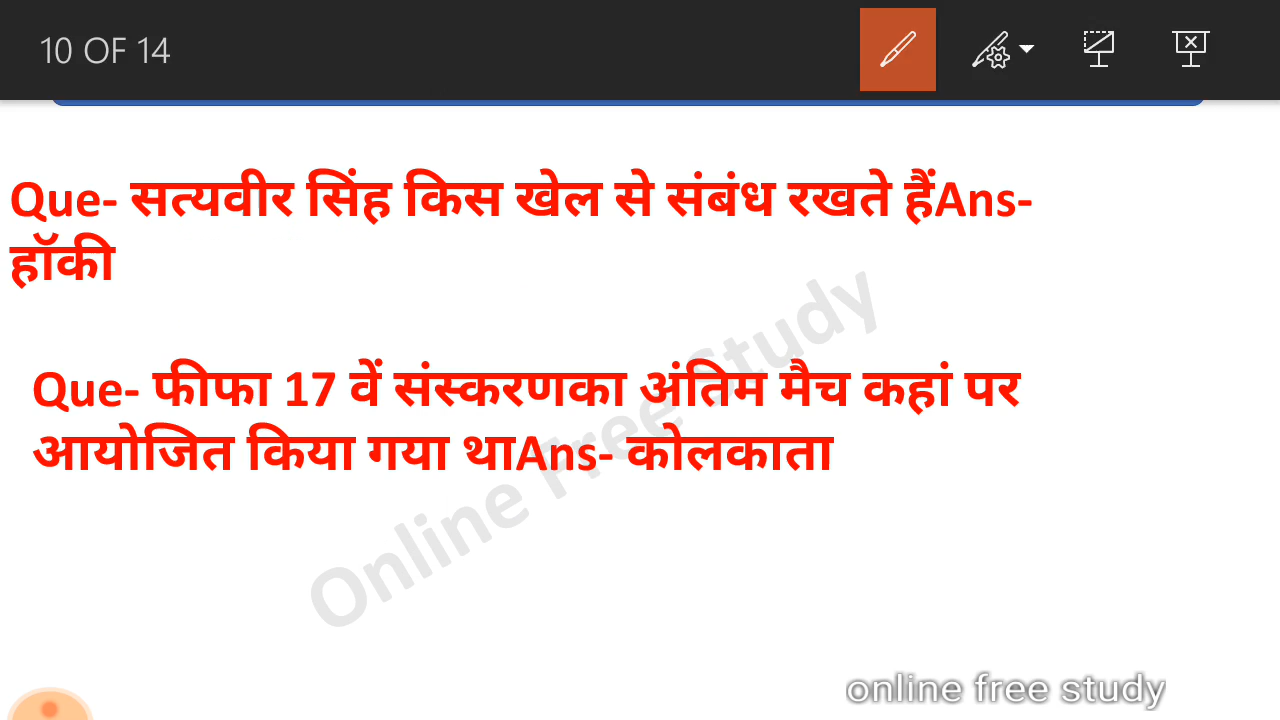 10 OF 14
Que- सत्यवीर सिंह किस खेल से संबंध रखते हैंAns-
हॉकी
Que- फीफा 17 वें संस्करणका अंतिम मैच कहां पर
आयोजित किया गया थाAns- कोलकाता
Online Free Study
online free study